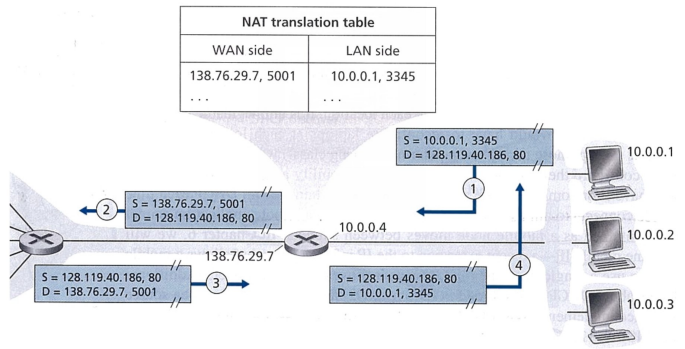 NAT translation table
WAN side LAN side
138.76.29.7, 5001 10.0.0.1, 3345
. . . . . .
S = 10.0.0.1, 3345
D = 128.119.40.186, 80
10.0.0.1
1
S = 138.76.29.7, 5001
D = 128.119.40.186, 80
2
10.0.0.4
10.0.0.2
138.76.29.7
4
S = 128.119.40.186, 80
D = 138.76.29.7, 5001
3
S = 128.119.40.186, 80
D = 10.0.0.1, 3345
10.0.0.3